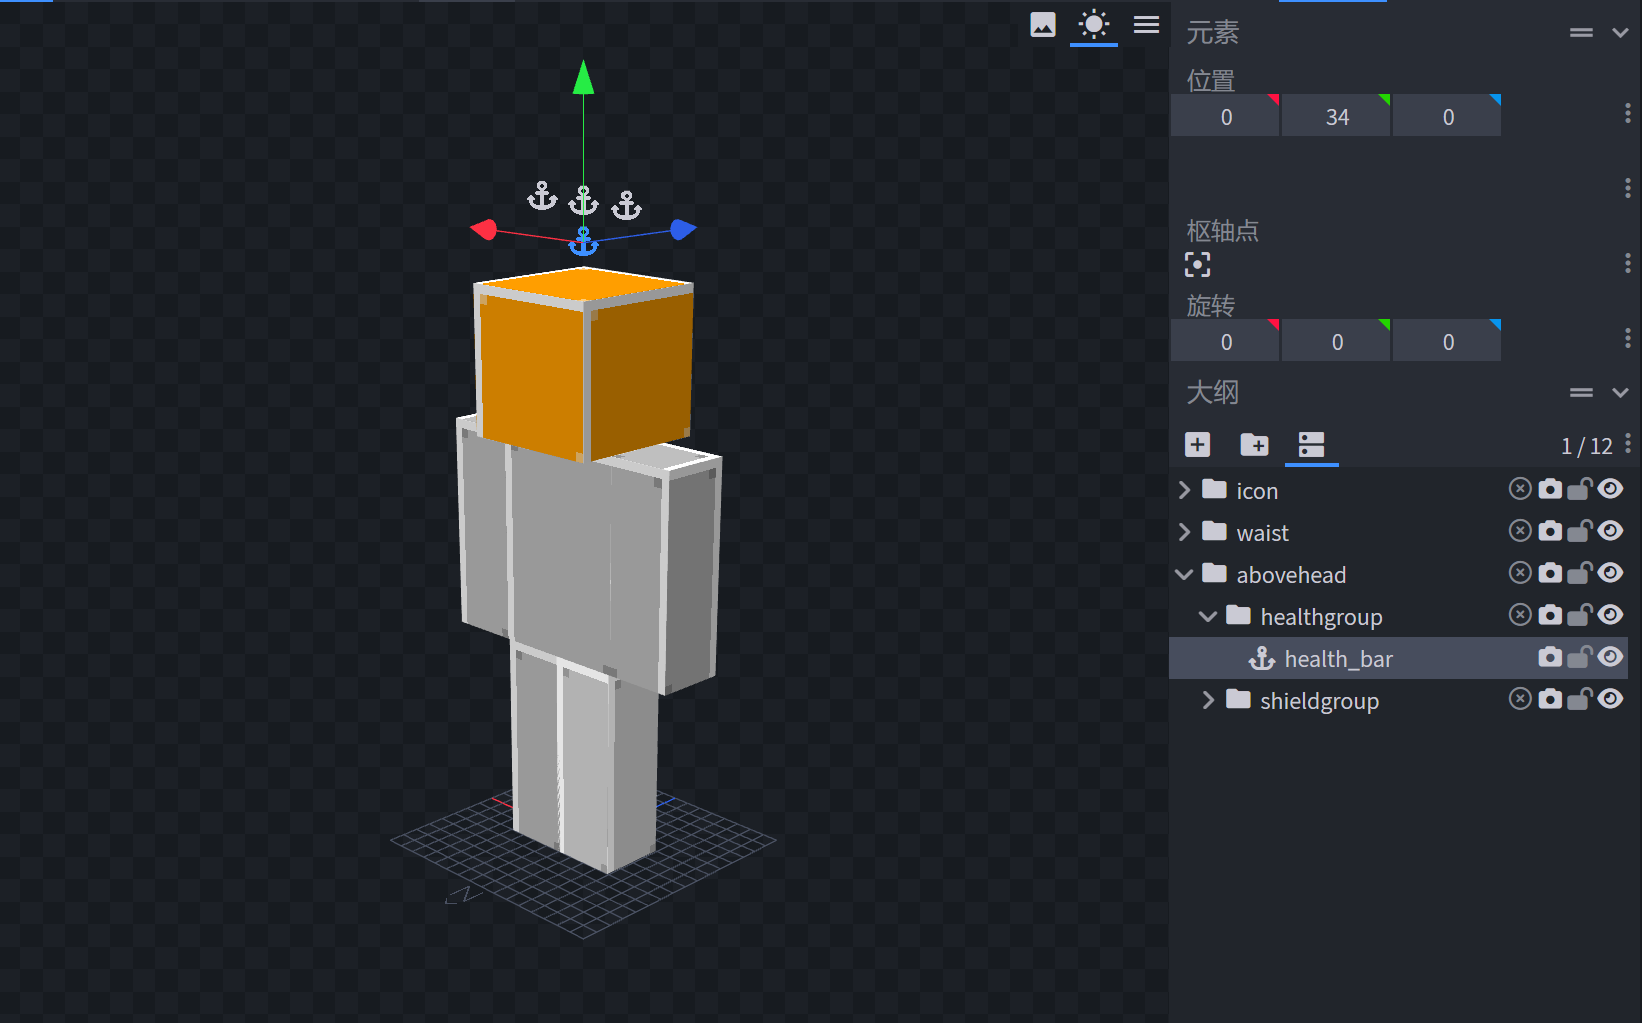 元素
位置
0 34 0
枢轴点
旋转
0 0 0
大纲
1 / 12
icon
waist
abovehead
healthgroup
health_bar
shieldgroup